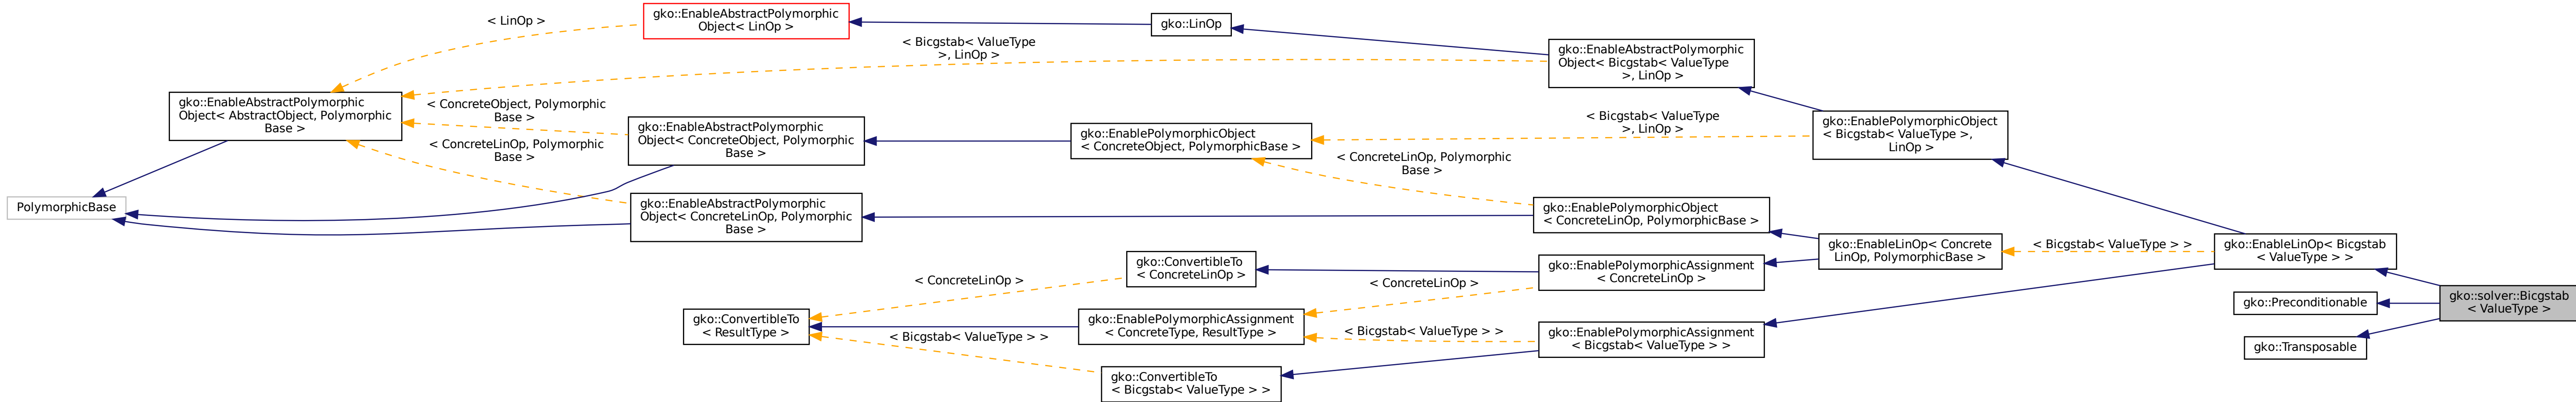 PolymorphicBase
gko::EnableAbstractPolymorphic
Object< AbstractObject, Polymorphic
Base >
< LinOp >
< Bicgstab< ValueType
>, LinOp >
< ConcreteObject, Polymorphic
Base >
< ConcreteLinOp, Polymorphic
Base >
gko::EnableAbstractPolymorphic
Object< LinOp >
gko::EnableAbstractPolymorphic
Object< ConcreteObject, Polymorphic
Base >
gko::EnableAbstractPolymorphic
Object< ConcreteLinOp, Polymorphic
Base >
gko::ConvertibleTo
< ResultType >
< ConcreteLinOp >
< Bicgstab< ValueType > >
gko::LinOp
gko::EnablePolymorphicObject
< ConcreteObject, PolymorphicBase >
gko::ConvertibleTo
< ConcreteLinOp >
gko::EnablePolymorphicAssignment
< ConcreteType, ResultType >
gko::ConvertibleTo
< Bicgstab< ValueType > >
< Bicgstab< ValueType
>, LinOp >
< ConcreteLinOp, Polymorphic
Base >
< ConcreteLinOp >
< Bicgstab< ValueType > >
gko::EnableAbstractPolymorphic
Object< Bicgstab< ValueType
>, LinOp >
gko::EnablePolymorphicObject
< ConcreteLinOp, PolymorphicBase >
gko::EnablePolymorphicAssignment
< ConcreteLinOp >
gko::EnablePolymorphicAssignment
< Bicgstab< ValueType > >
gko::EnablePolymorphicObject
< Bicgstab< ValueType >,
LinOp >
gko::EnableLinOp< Concrete
LinOp, PolymorphicBase >
< Bicgstab< ValueType > >
gko::EnableLinOp< Bicgstab
< ValueType > >
gko::Preconditionable
gko::Transposable
gko::solver::Bicgstab
< ValueType >